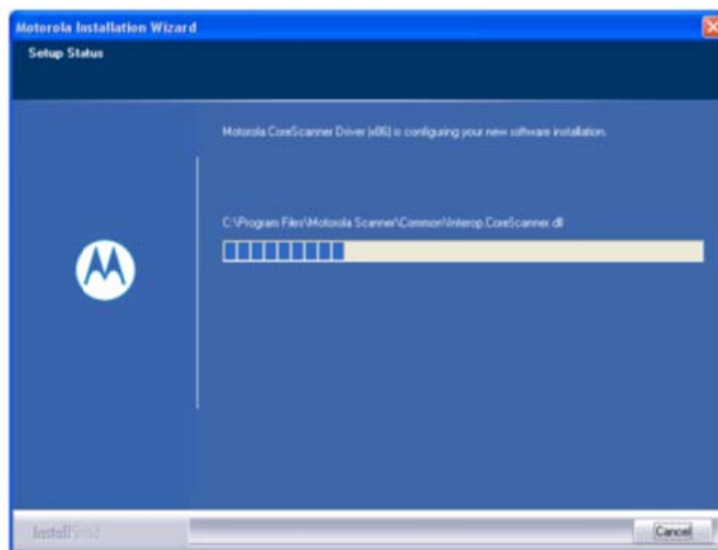 Motorola Installation Wizard
Setup Status
Motorola CoreScanner Driver (x86) is configuring your new software installation.
C:\Program Files\Motorola Scanner\Common\Interop.CoreScanner.dll
InstallShield
Cancel